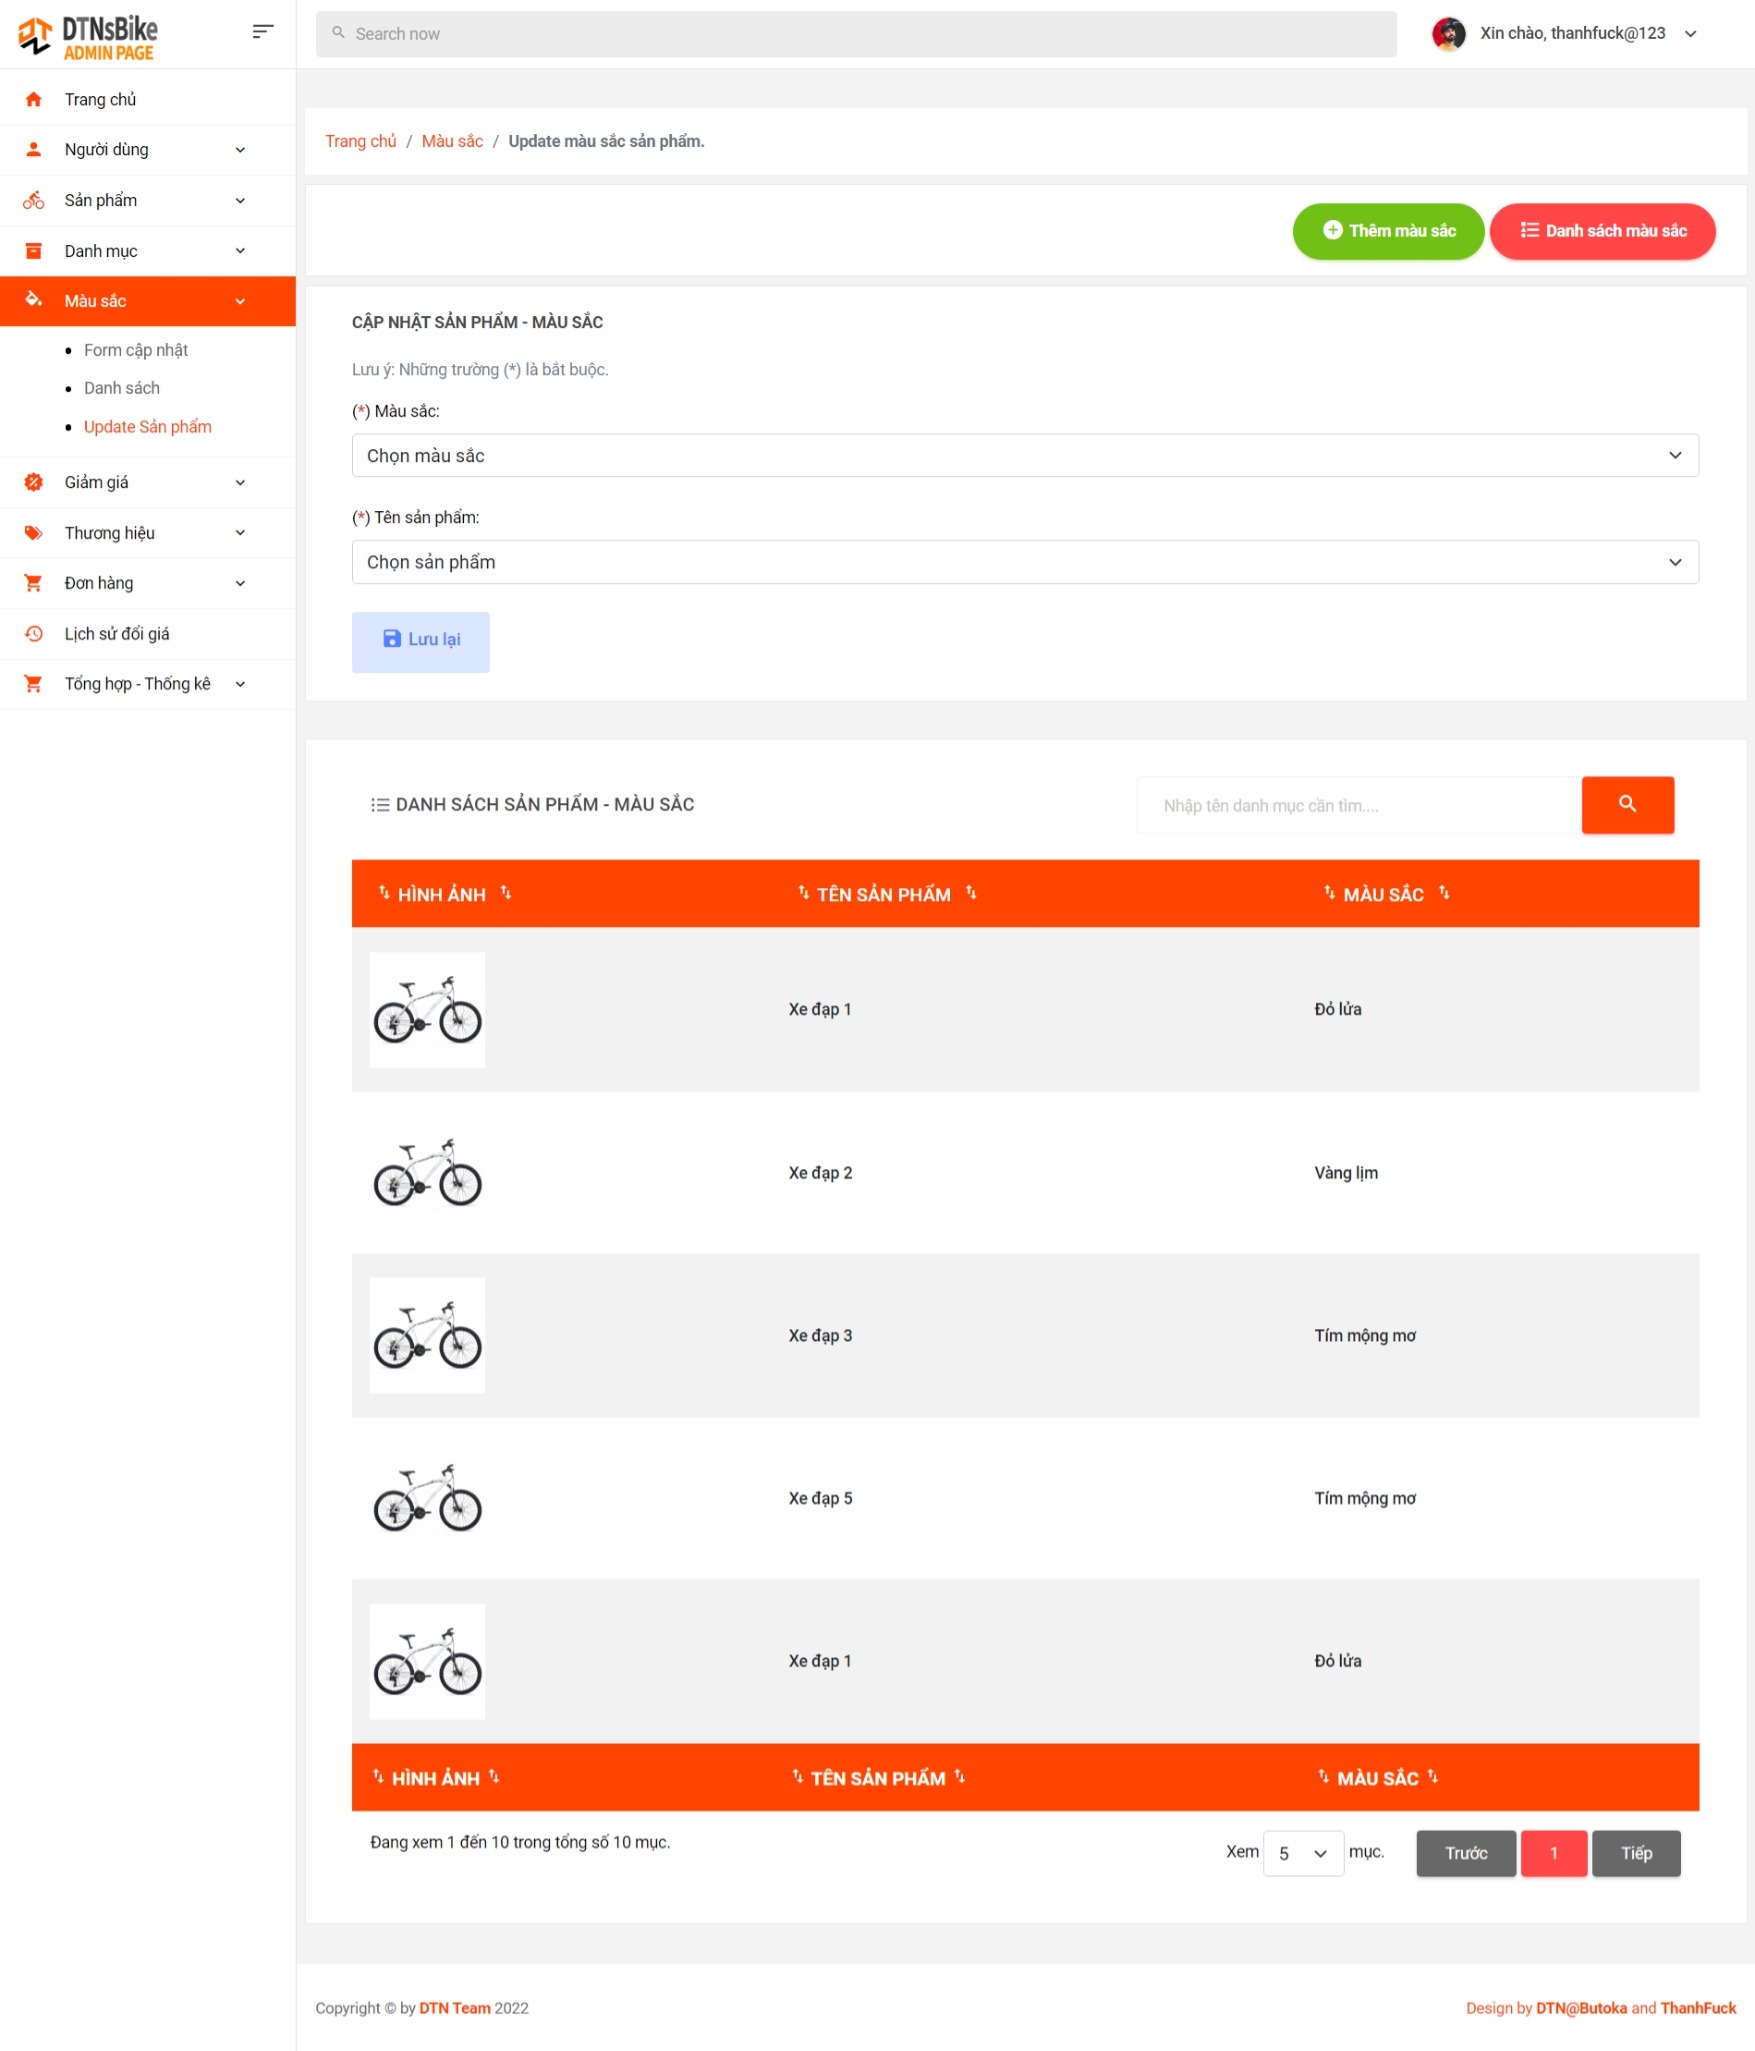 DTNsBike
ADMIN PAGE
Search now
Xin chào, thanhfuck@123
Trang chủ
Người dùng
Sản phẩm
Danh mục
Màu sắc
Form cập nhật
Danh sách
Update Sản phẩm
Giảm giá
Thương hiệu
Đơn hàng
Lịch sử đổi giá
Tổng hợp - Thống kê
Trang chủ / Màu sắc / Update màu sắc sản phẩm.
Thêm màu sắc
Danh sách màu sắc
CẬP NHẬT SẢN PHẨM - MÀU SẮC
Lưu ý: Những trường (*) là bắt buộc.
(*) Màu sắc:
Chọn màu sắc
(*) Tên sản phẩm:
Chọn sản phẩm
Lưu lại
DANH SÁCH SẢN PHẨM - MÀU SẮC
Nhập tên danh mục cần tìm....
HÌNH ẢNH TÊN SẢN PHẨM MÀU SẮC
Xe đạp 1 Đỏ lửa
Xe đạp 2 Vàng lịm
Xe đạp 3 Tím mộng mơ
Xe đạp 5 Tím mộng mơ
Xe đạp 1 Đỏ lửa
HÌNH ẢNH TÊN SẢN PHẨM MÀU SẮC
Đang xem 1 đến 10 trong tổng số 10 mục.
Xem 5 mục.
Trước 1 Tiếp
Copyright © by DTN Team 2022
Design by DTN@Butoka and ThanhFuck